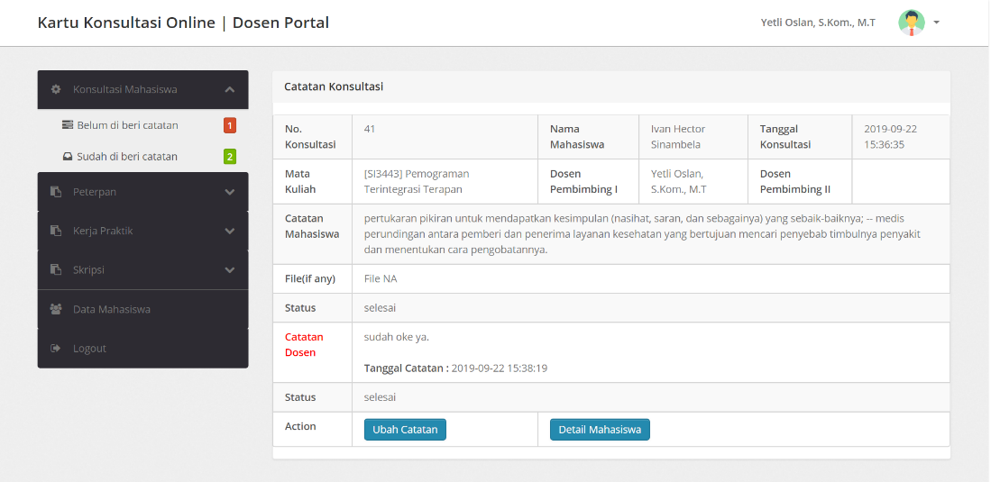 Kartu Konsultasi Online | Dosen Portal
Yetli Oslan, S.Kom., M.T
Konsultasi Mahasiswa
Belum di beri catatan 1
Sudah di beri catatan 2
Peterpan
Kerja Praktik
Skripsi
Data Mahasiswa
Logout
Catatan Konsultasi
No. Konsultasi
41
Nama Mahasiswa
Ivan Hector Sinambela
Tanggal Konsultasi
2019-09-22 15:36:35
Mata Kuliah
[SI3443] Pemograman Terintegrasi Terapan
Dosen Pembimbing I
Yetli Oslan, S.Kom., M.T
Dosen Pembimbing II
Catatan Mahasiswa
pertukaran pikiran untuk mendapatkan kesimpulan (nasihat, saran, dan sebagainya) yang sebaik-baiknya; -- medis
perundingan antara pemberi dan penerima layanan kesehatan yang bertujuan mencari penyebab timbulnya penyakit
dan menentukan cara pengobatannya.
File(if any)
File NA
Status
selesai
Catatan Dosen
sudah oke ya.
Tanggal Catatan : 2019-09-22 15:38:19
Status
selesai
Action
Ubah Catatan
Detail Mahasiswa